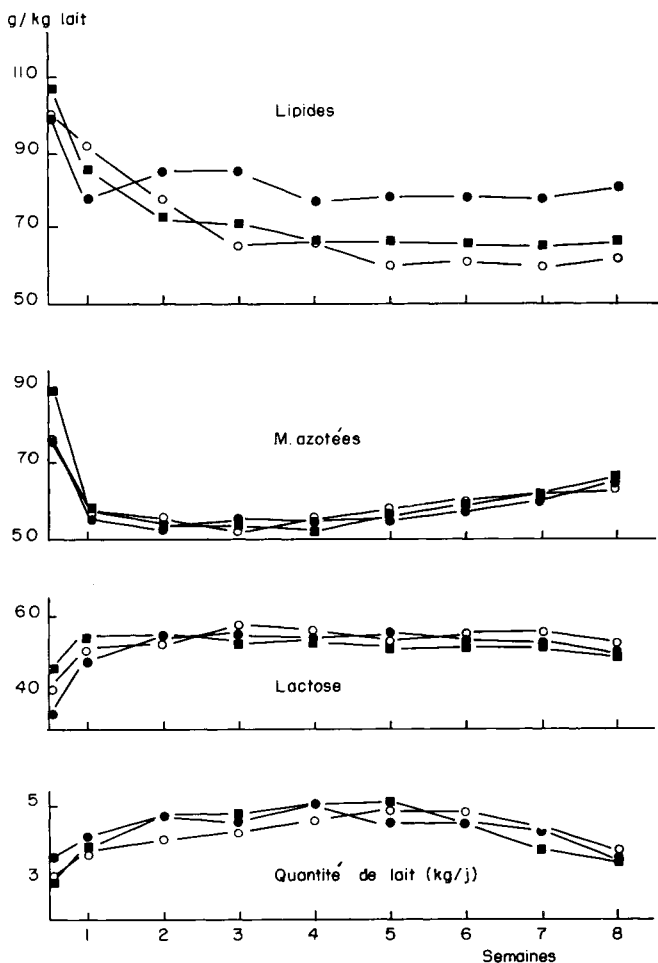 g/kg lait
110
Lipides
90
70
50
90
M. azotées
70
50
60
Lactose
40
5
3
Quantité de lait (kg/j)
1 2 3 4 5 6 7 8
Semaines